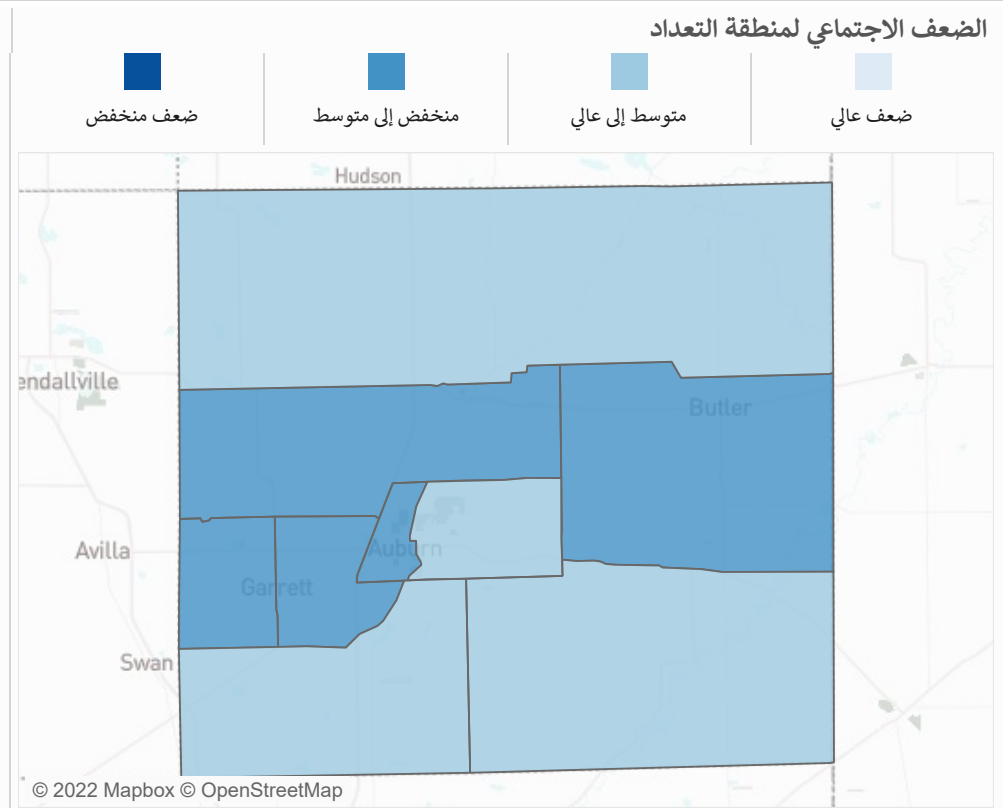 الضعف الاجتماعي لمنطقة التعداد
ضعف عالي
متوسط إلى عالي
منخفض إلى متوسط
ضعف منخفض
Hudson
endallville
Butler
Avilla
Auburn
Garrett
Swan
© 2022 Mapbox © OpenStreetMap